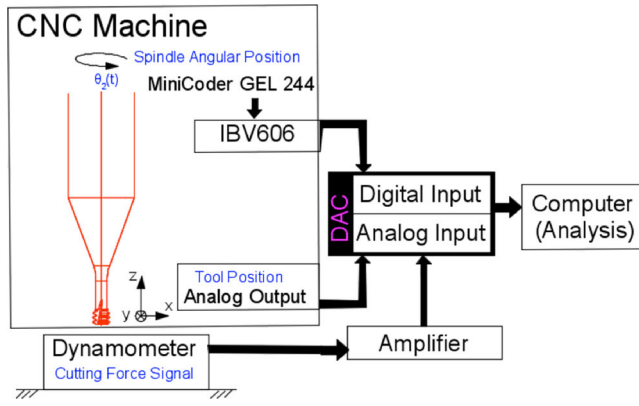 CNC Machine
Spindle Angular Position
θ2(t)
MiniCoder GEL 244
IBV606
DAC
Digital Input
Analog Input
Computer
(Analysis)
Tool Position
Analog Output
z
y
x
Dynamometer
Cutting Force Signal
Amplifier